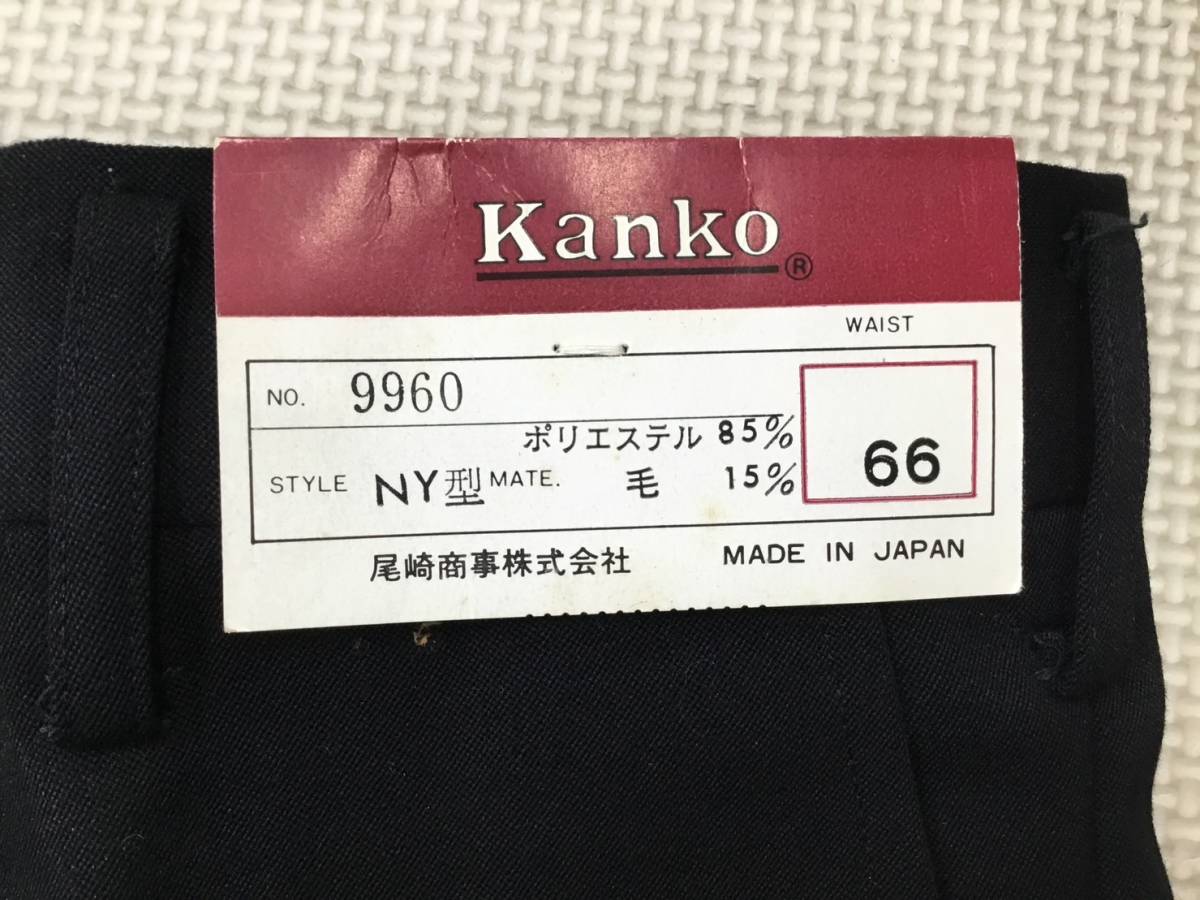 Kanko®
WAIST
NO. 9960
ポリエステル 85%
STYLE NY型 MATE. 毛 15%
66
尾崎商事株式会社 MADE IN JAPAN